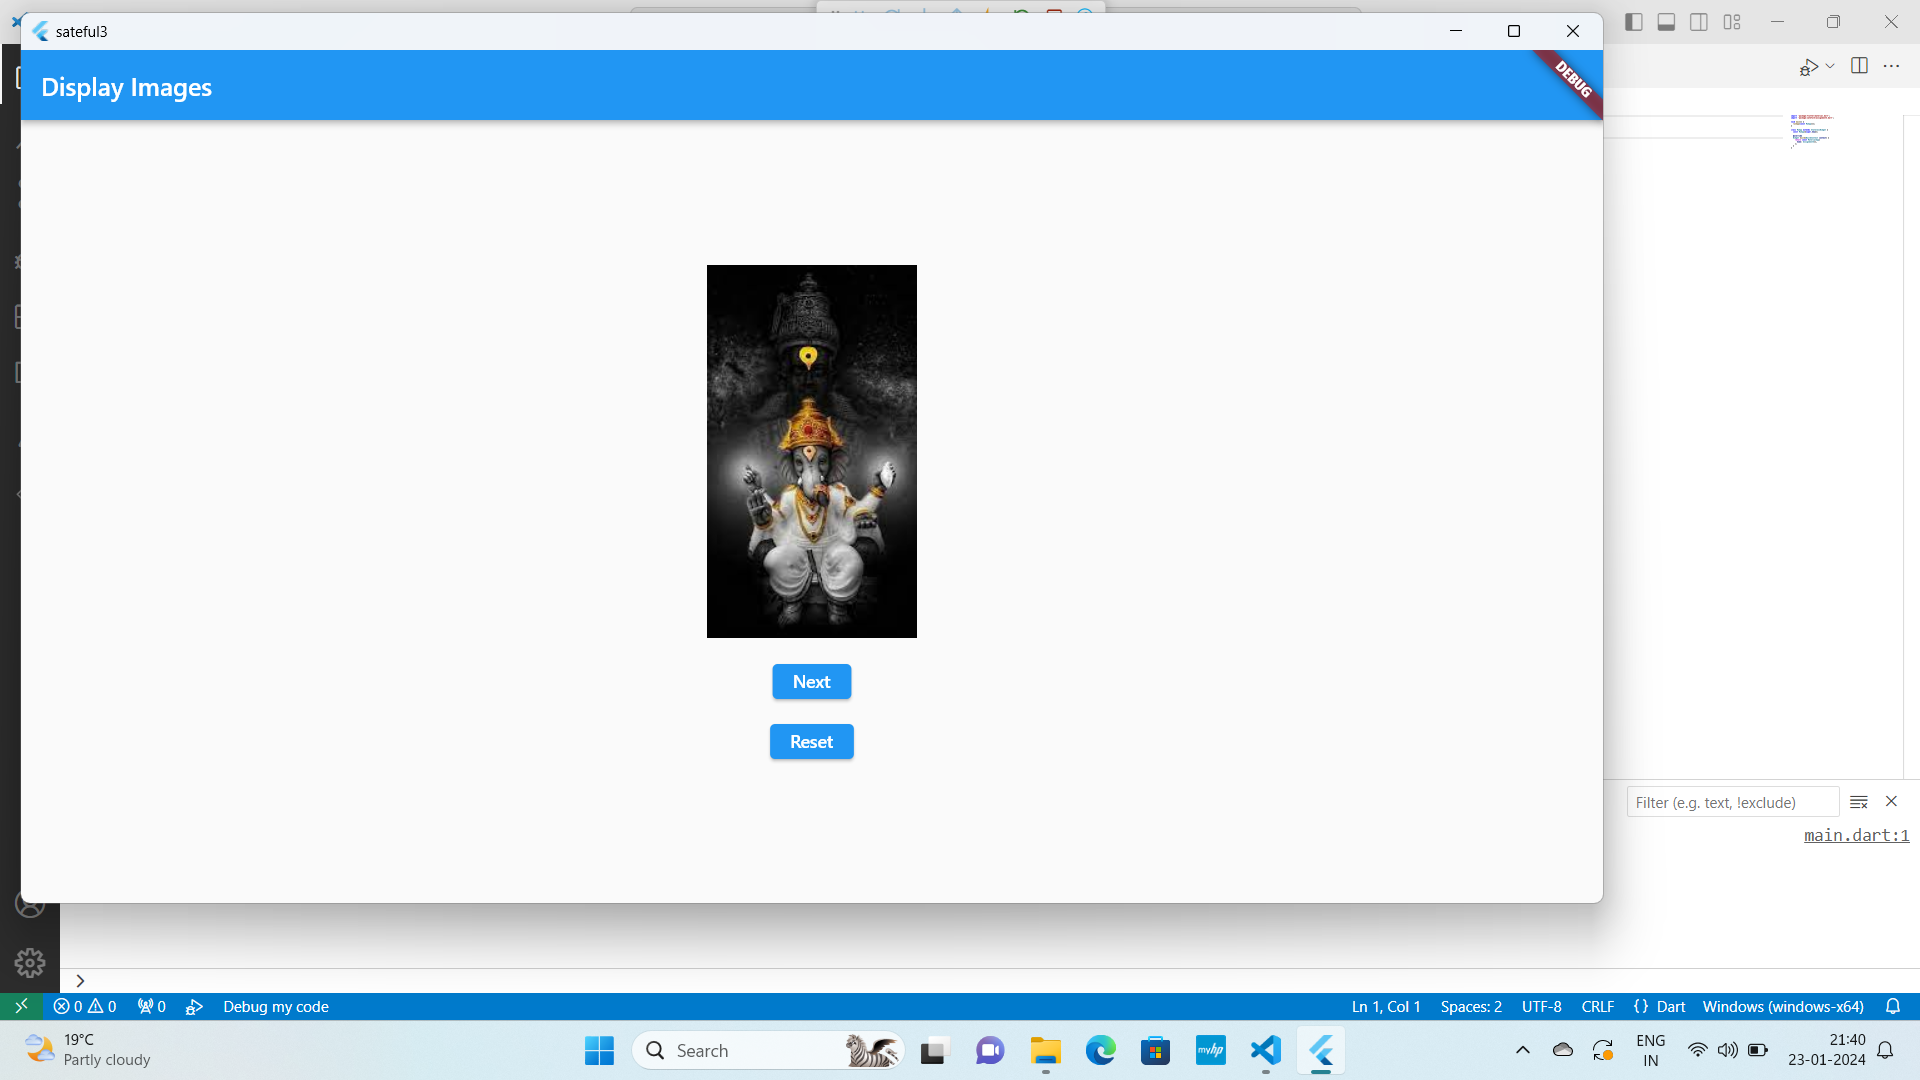 sateful3
Display Images
DEBUG
Next
Reset
Filter (e.g. text, !exclude)
main.dart:1
0 0 0 Debug my code
Ln 1, Col 1 Spaces: 2 UTF-8 CRLF {} Dart Windows (windows-x64)
19°C
Partly cloudy
Search
myhp
ENG
IN
21:40
23-01-2024